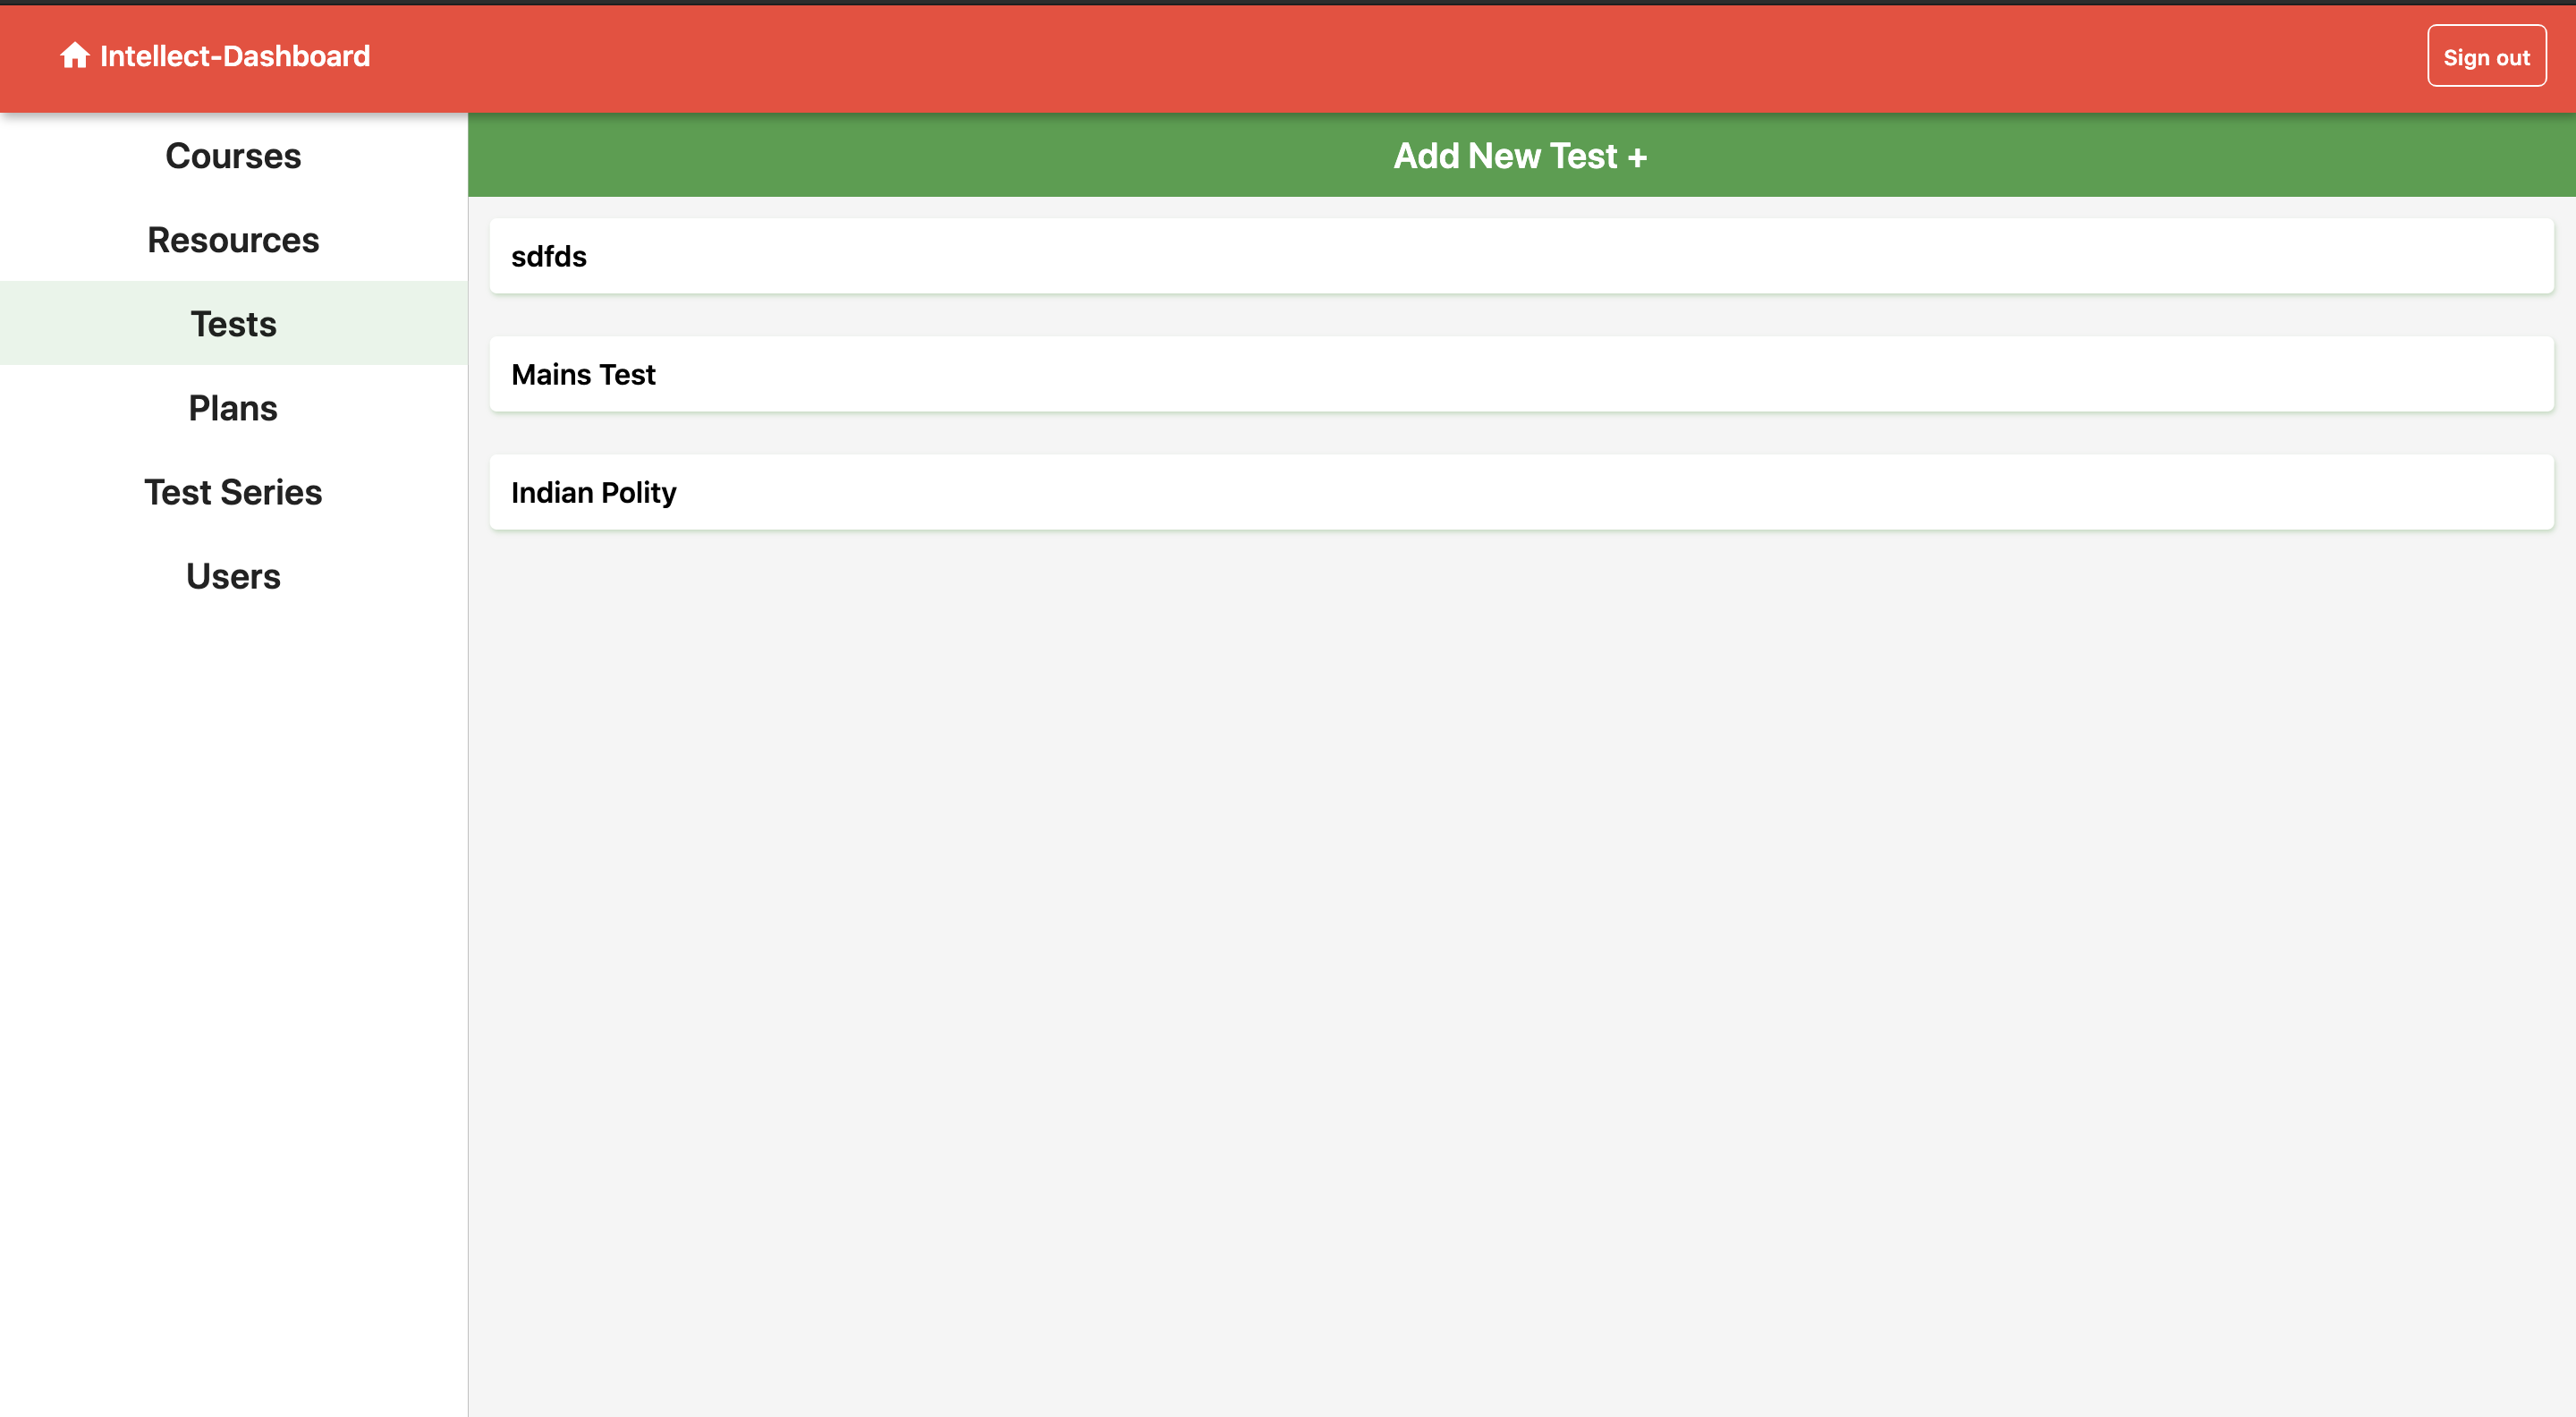 Intellect-Dashboard
Sign out
Courses
Resources
Tests
Plans
Test Series
Users
Add New Test +
sdfds
Mains Test
Indian Polity